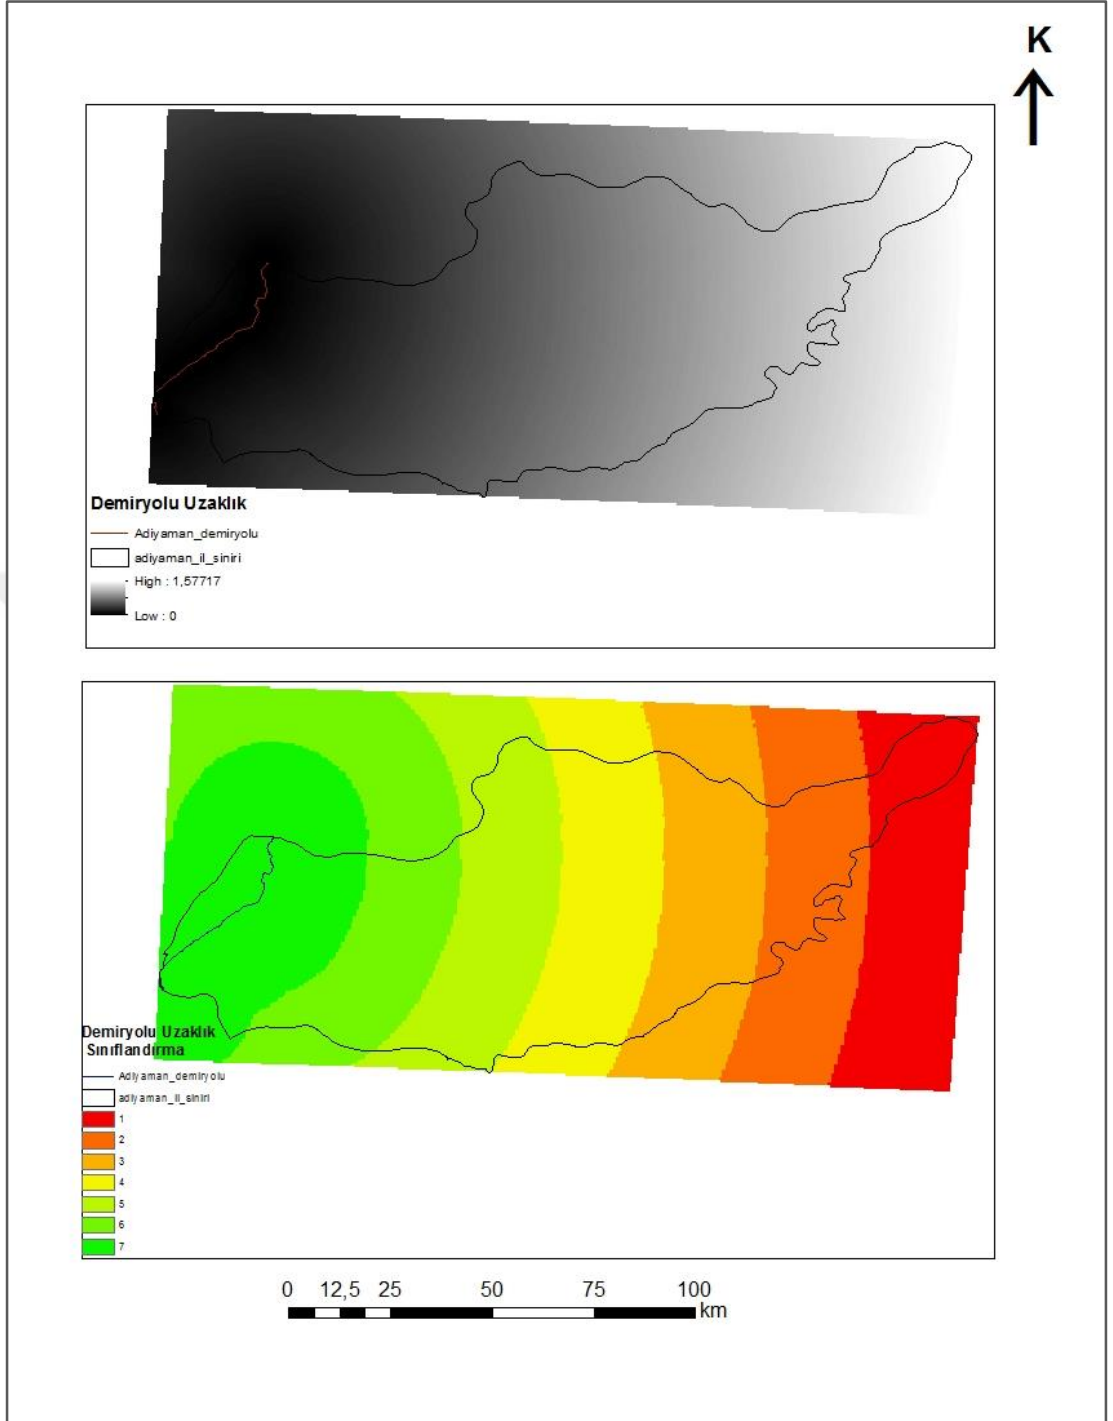 K
Demiryolu Uzaklık
Adiyaman_demiryolu
adiyaman_il_siniri
High : 1,57717
Low : 0
Demiryolu Uzaklık
Sınıflandırma
Adiyaman_demiryolu
adiyaman_il_siniri
1
2
3
4
5
6
7
0 12,5 25 50 75 100
km